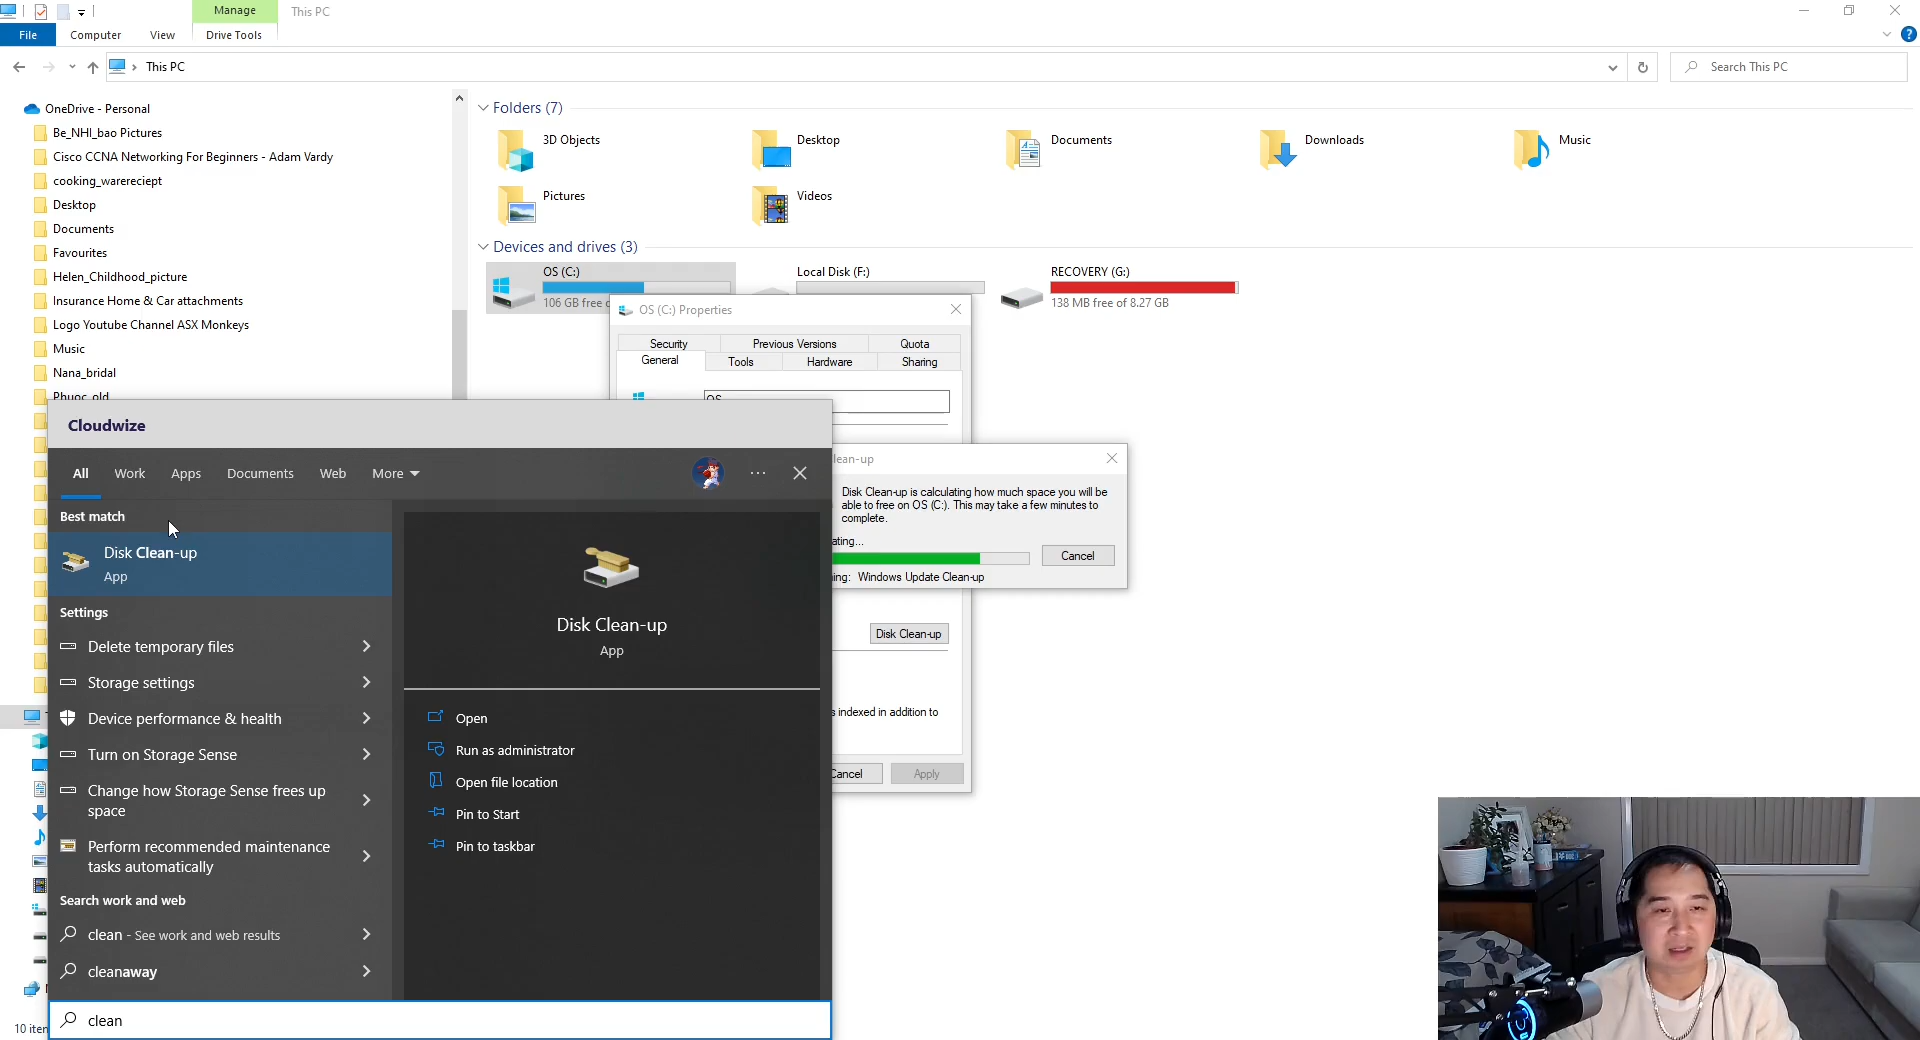 Manage
This PC
File
Computer
View
Drive Tools
This PC
Search This PC
OneDrive - Personal
Be_NHI_bao Pictures
Cisco CCNA Networking For Beginners - Adam Vardy
cooking_warereciept
Desktop
Documents
Favourites
Helen_Childhood_picture
Insurance Home & Car attachments
Logo Youtube Channel ASX Monkeys
Music
Nana_bridal
Phuoc_old
Folders (7)
3D Objects
Desktop
Documents
Downloads
Music
Pictures
Videos
Devices and drives (3)
OS (C:)
106 GB free
Local Disk (F:)
RECOVERY (G:)
138 MB free of 8.27 GB
OS (C:) Properties
Security
Previous Versions
Quota
General
Tools
Hardware
Sharing
OS
lean-up
Disk Clean-up is calculating how much space you will be
able to free on OS (C:). This may take a few minutes to
complete.
ating...
Cancel
ing: Windows Update Clean-up
Disk Clean-up
s indexed in addition to
Cancel
Apply
Cloudwize
All
Work
Apps
Documents
Web
More
Best match
Disk Clean-up
App
Settings
Delete temporary files
Storage settings
Device performance & health
Turn on Storage Sense
Change how Storage Sense frees up
space
Perform recommended maintenance
tasks automatically
Search work and web
clean - See work and web results
cleanaway
Disk Clean-up
App
Open
Run as administrator
Open file location
Pin to Start
Pin to taskbar
clean
10 iten